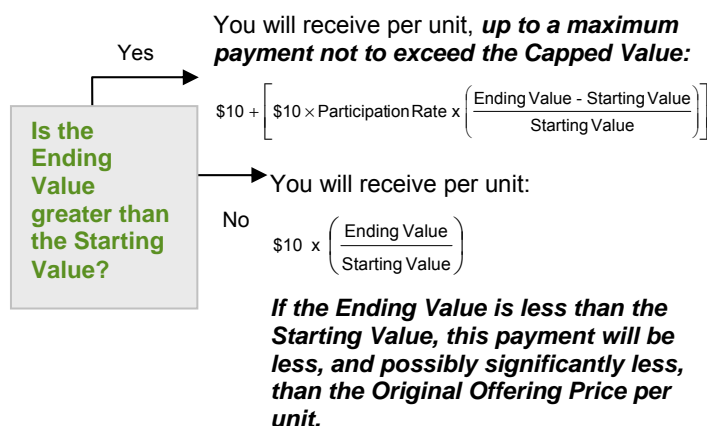 You will receive per unit, up to a maximum
payment not to exceed the Capped Value:
Yes
$10 + [ $10 × Participation Rate x ( Ending Value - Starting Value / Starting Value ) ]
Is the
Ending
Value
greater than
the Starting
Value?
You will receive per unit:
No
$10 x ( Ending Value / Starting Value )
If the Ending Value is less than the
Starting Value, this payment will be
less, and possibly significantly less,
than the Original Offering Price per
unit.